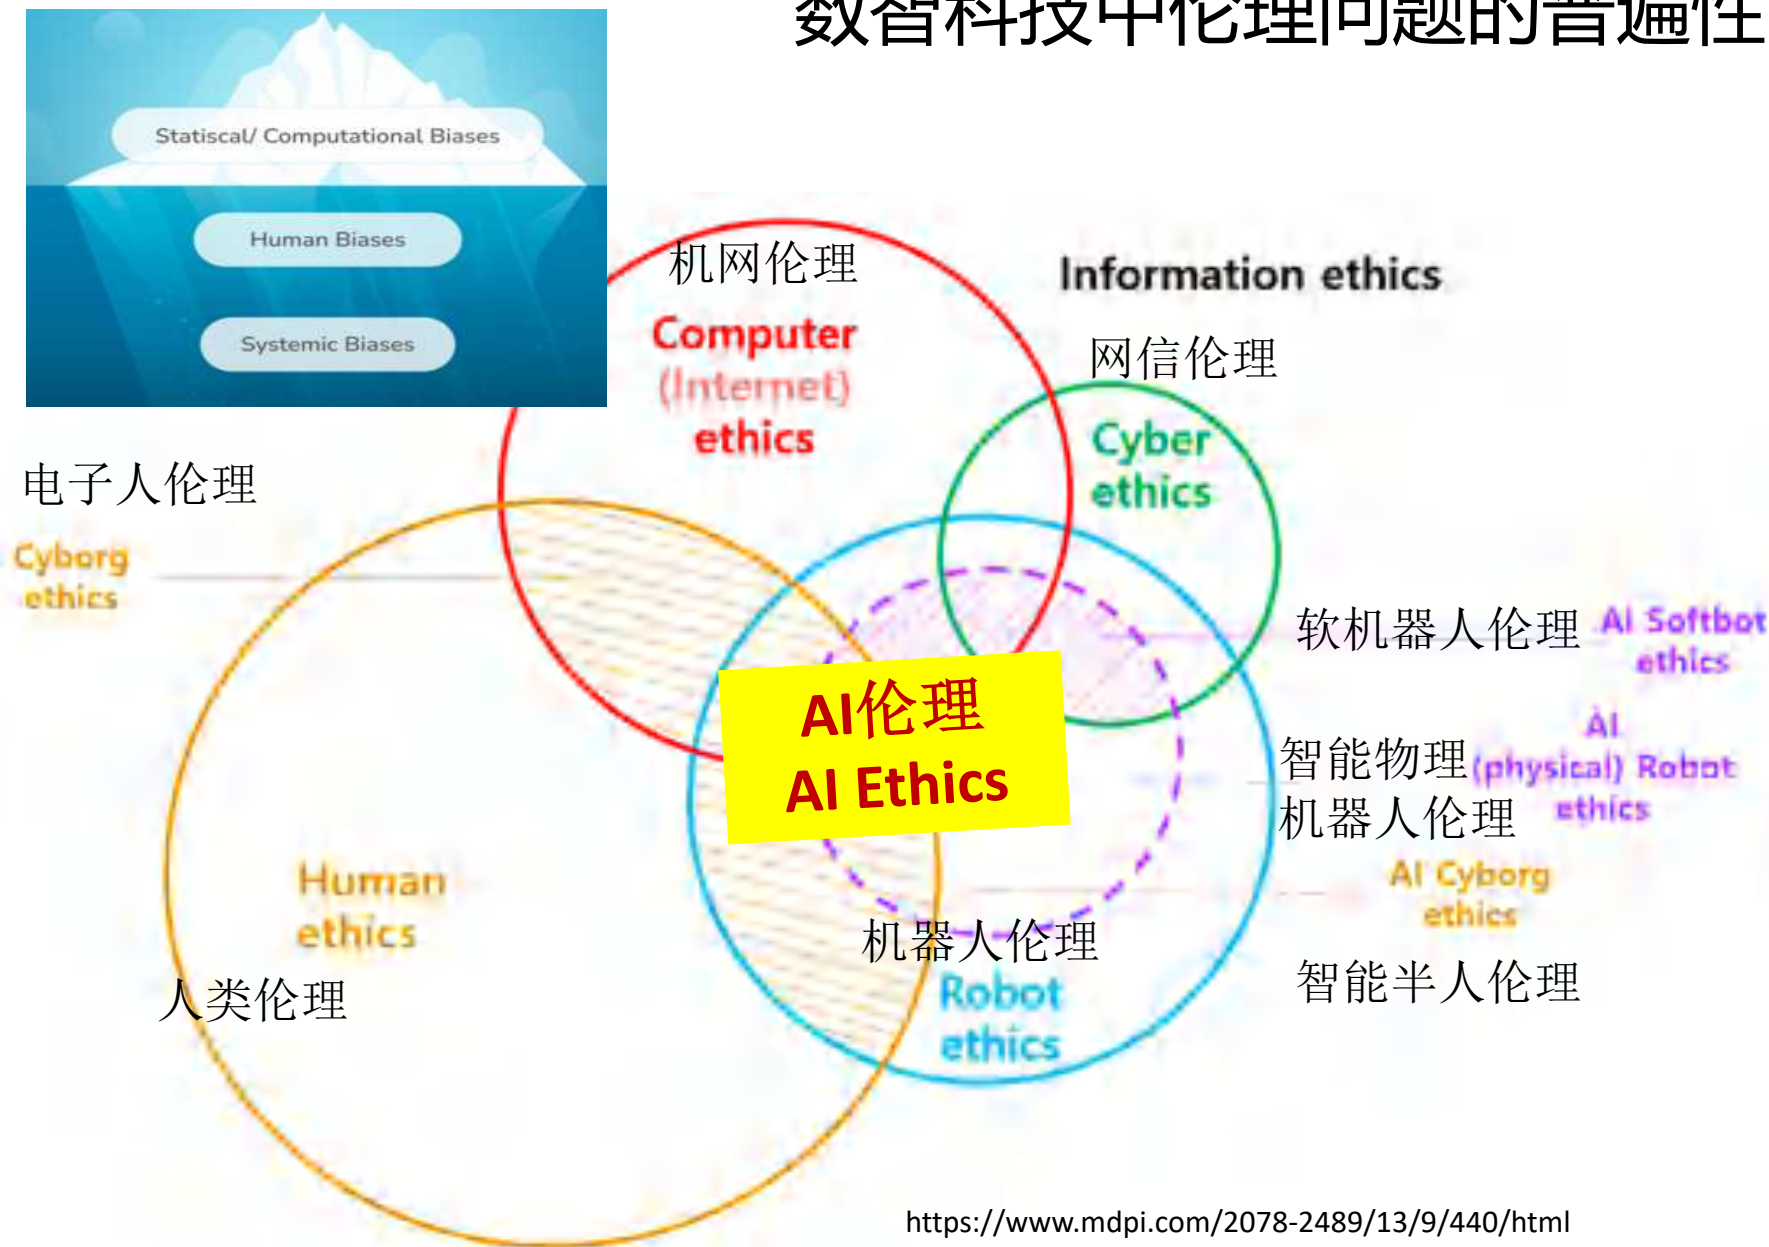 数智科技中伦理问题的普遍性
Statiscal/ Computational Biases
Human Biases
Systemic Biases
机网伦理
Computer
(Internet)
ethics
Information ethics
网信伦理
Cyber
ethics
电子人伦理
Cyborg
ethics
软机器人伦理
AI Softbot
ethics
AI伦理
AI Ethics
智能物理
机器人伦理
AI
(physical) Robot
ethics
AI Cyborg
ethics
智能半人伦理
Human
ethics
人类伦理
机器人伦理
Robot
ethics
https://www.mdpi.com/2078-2489/13/9/440/html